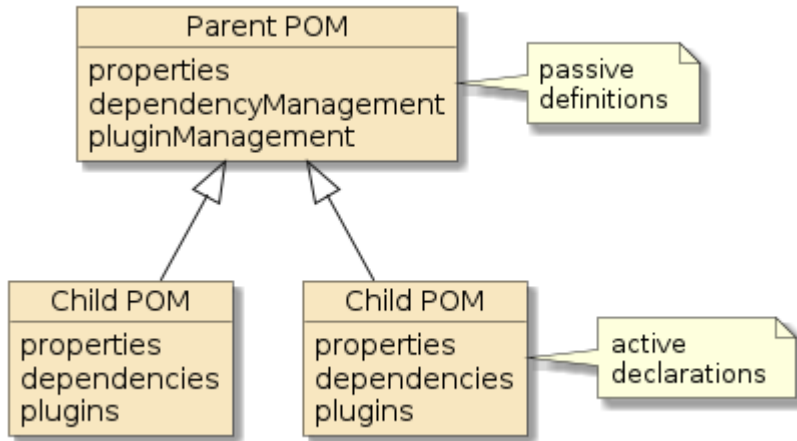 Parent POM
properties
dependencyManagement
pluginManagement
passive
definitions
Child POM
properties
dependencies
plugins
Child POM
properties
dependencies
plugins
active
declarations